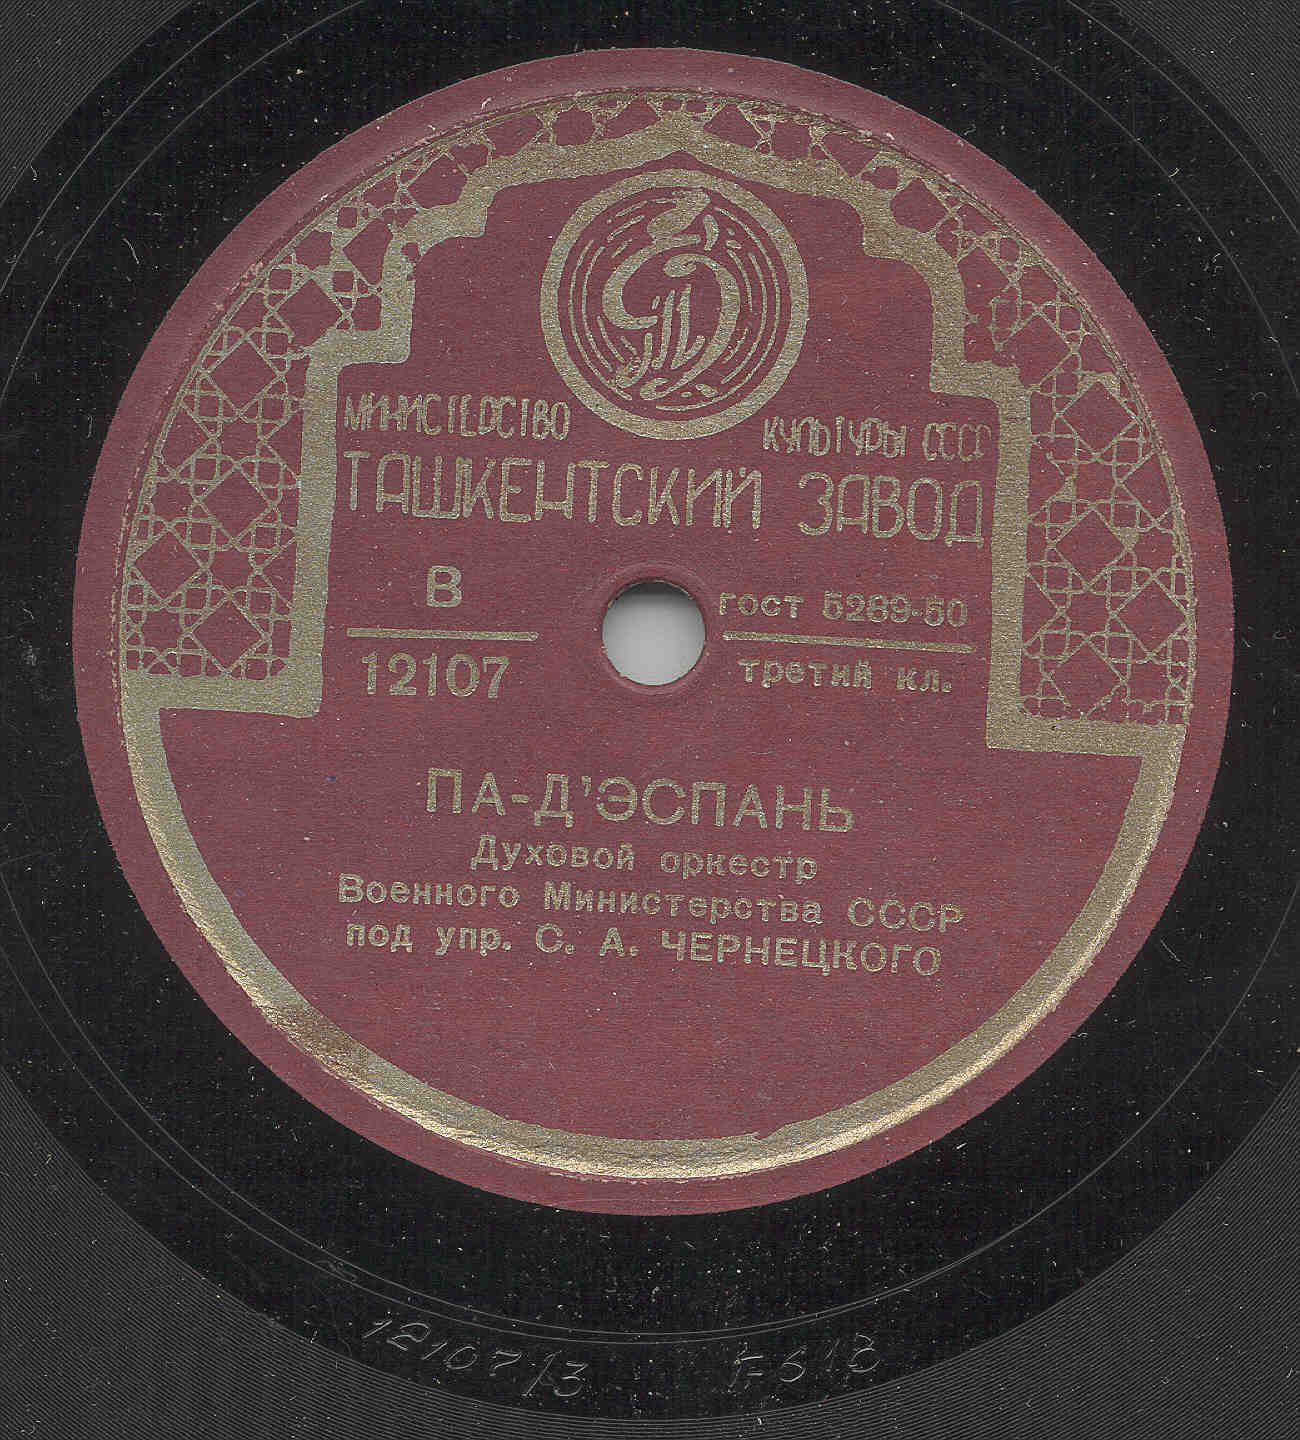 МИНИСТЕРСТВО КУЛЬТУРЫ СССР
ТАШКЕНТСКИЙ ЗАВОД
В
12107
ГОСТ 5289-50
третий кл.
ПА-Д'ЭСПАНЬ
Духовой оркестр
Военного Министерства СССР
под упр. С. А. ЧЕРНЕЦКОГО
12107/3